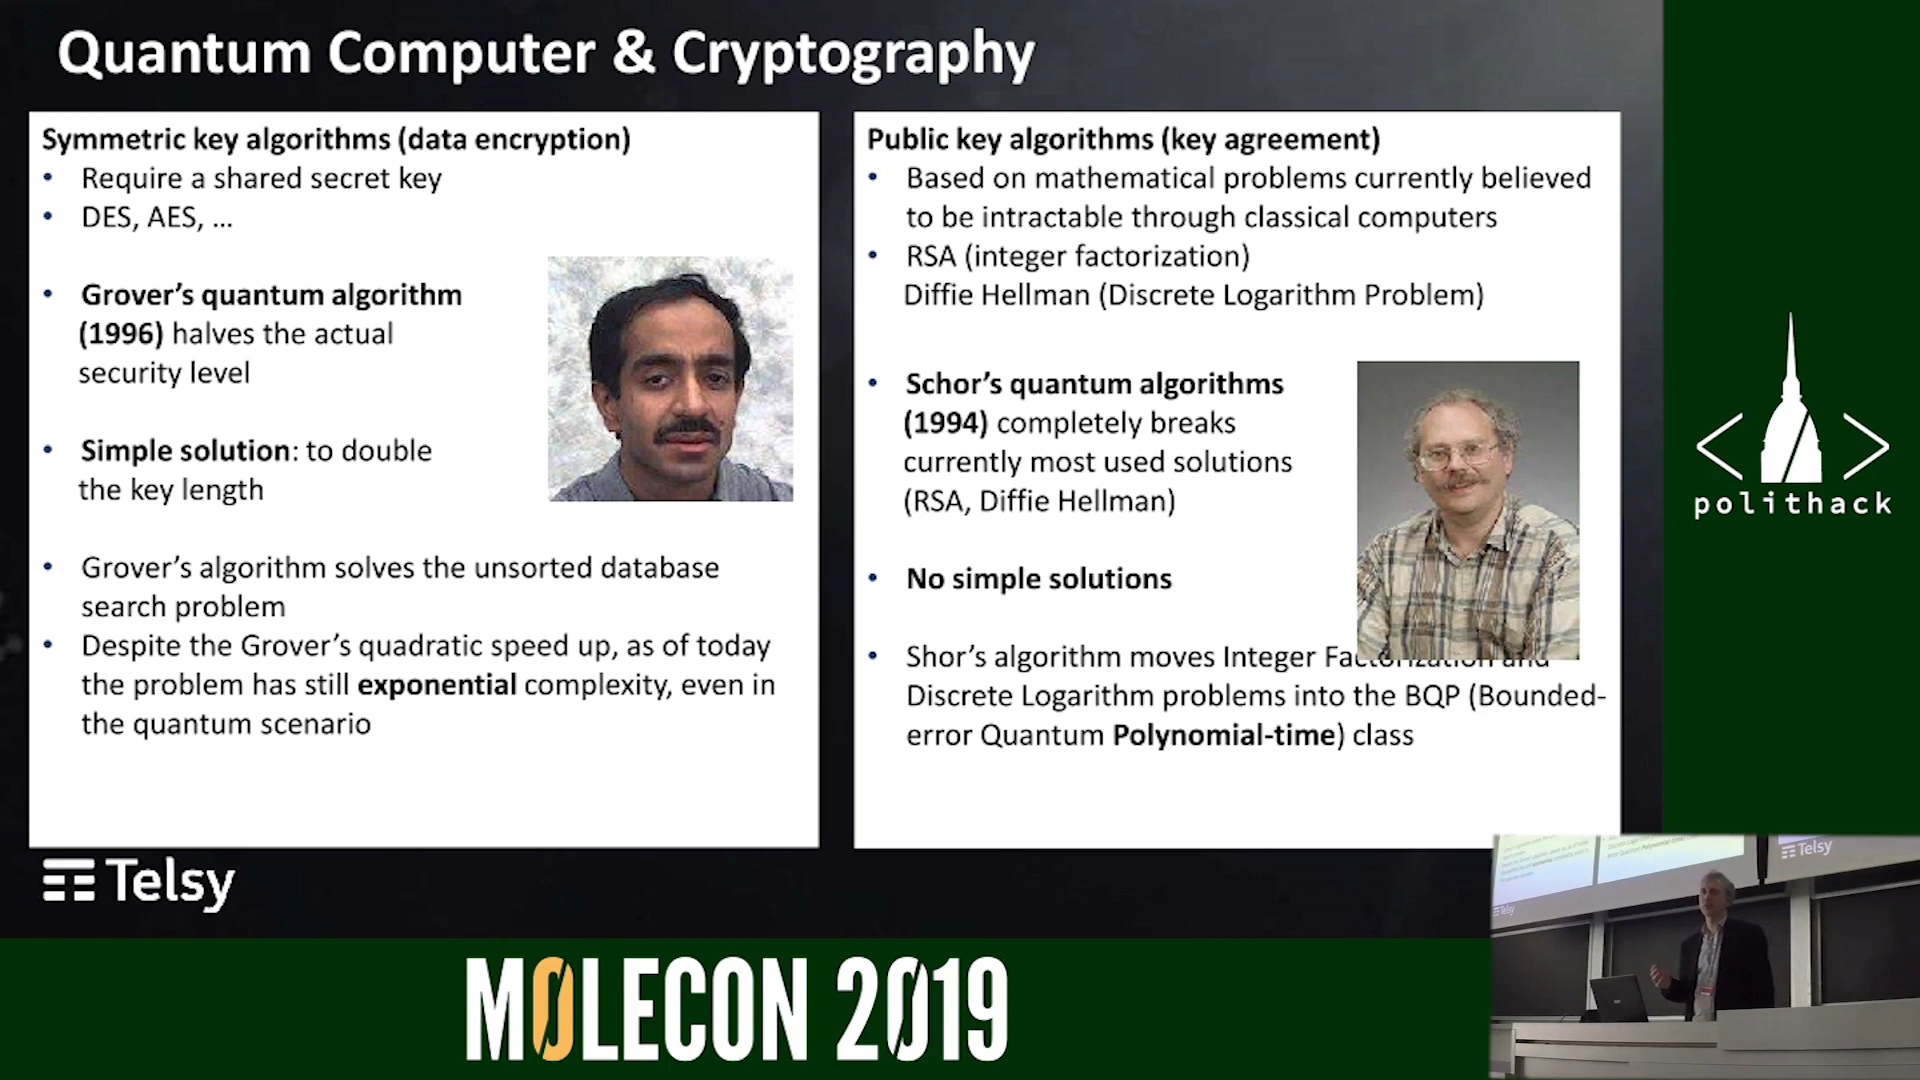 Quantum Computer & Cryptography
Symmetric key algorithms (data encryption)
• Require a shared secret key
• DES, AES, ...
• Grover's quantum algorithm
(1996) halves the actual
security level
• Simple solution: to double
the key length
• Grover's algorithm solves the unsorted database
search problem
• Despite the Grover's quadratic speed up, as of today
the problem has still exponential complexity, even in
the quantum scenario
Public key algorithms (key agreement)
• Based on mathematical problems currently believed
to be intractable through classical computers
• RSA (integer factorization)
Diffie Hellman (Discrete Logarithm Problem)
• Schor's quantum algorithms
(1994) completely breaks
currently most used solutions
(RSA, Diffie Hellman)
• No simple solutions
• Shor's algorithm moves Integer Factorization and
Discrete Logarithm problems into the BQP (Bounded-
error Quantum Polynomial-time) class
Telsy
polithack
MOLECON 2019
Telsy
Telsy